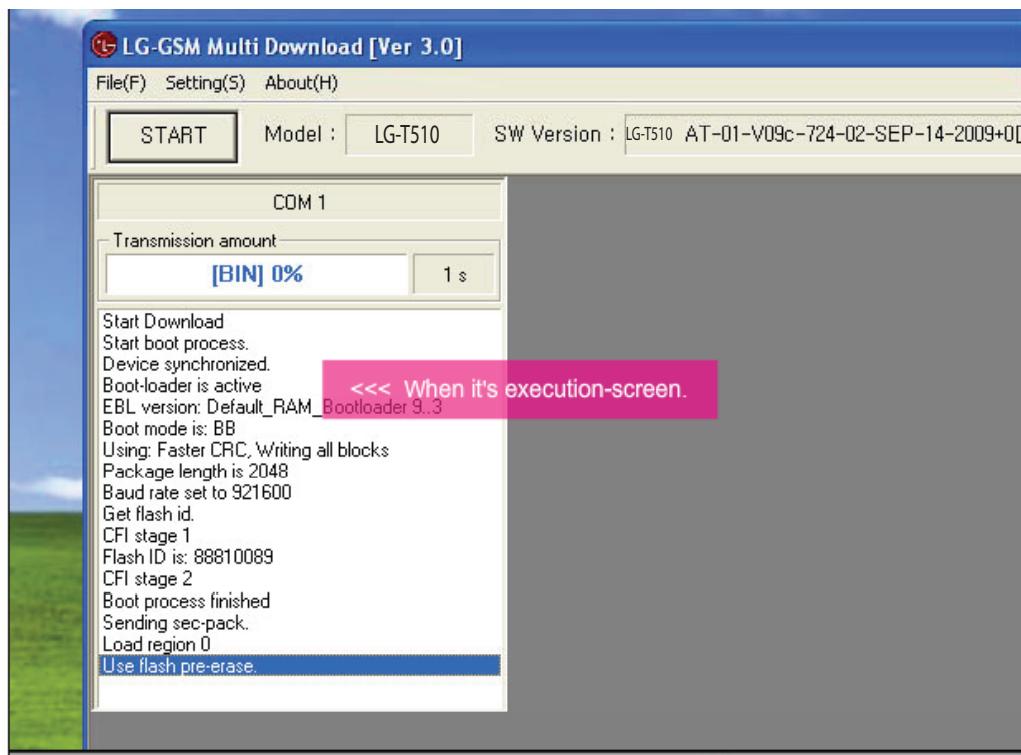 LG-GSM Multi Download [Ver 3.0]
File(F) Setting(S) About(H)
START Model : LG-T510 SW Version : LG-T510 AT-01-V09c-724-02-SEP-14-2009+0
COM 1
Transmission amount
[BIN] 0% 1 s
Start Download
Start boot process.
Device synchronized.
Boot-loader is active
<<< When it's execution-screen.
EBL version: Default_RAM_Bootloader 9..3
Boot mode is: BB
Using: Faster CRC, Writing all blocks
Package length is 2048
Baud rate set to 921600
Get flash id.
CFI stage 1
Flash ID is: 88810089
CFI stage 2
Boot process finished
Sending sec-pack.
Load region 0
Use flash pre-erase.